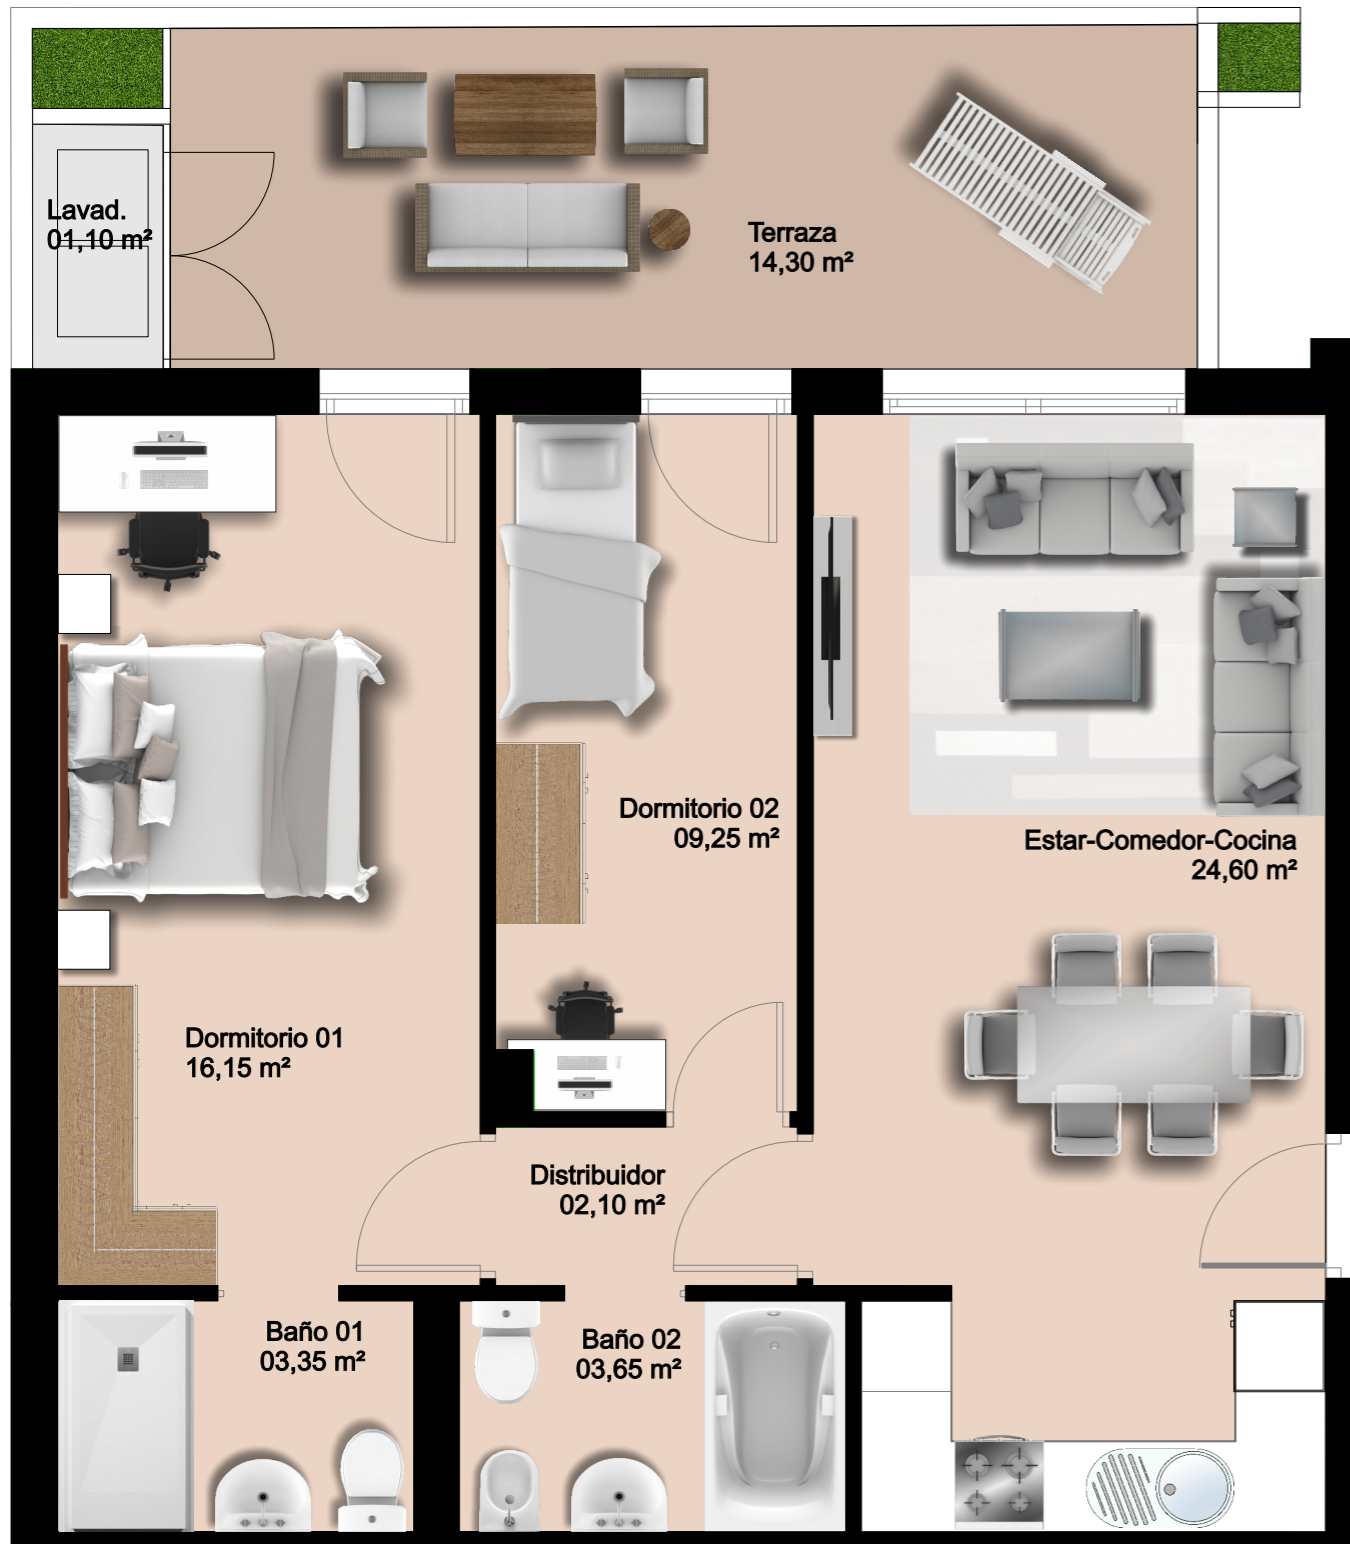 Lavad.
01,10 m²
Terraza
14,30 m²
Dormitorio 02
09,25 m²
Estar-Comedor-Cocina
24,60 m²
Dormitorio 01
16,15 m²
Distribuidor
02,10 m²
Baño 01
03,35 m²
Baño 02
03,65 m²